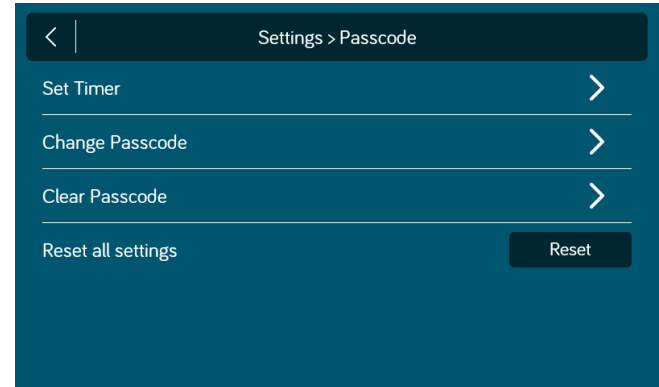 Settings > Passcode
Set Timer
Change Passcode
Clear Passcode
Reset all settings
Reset